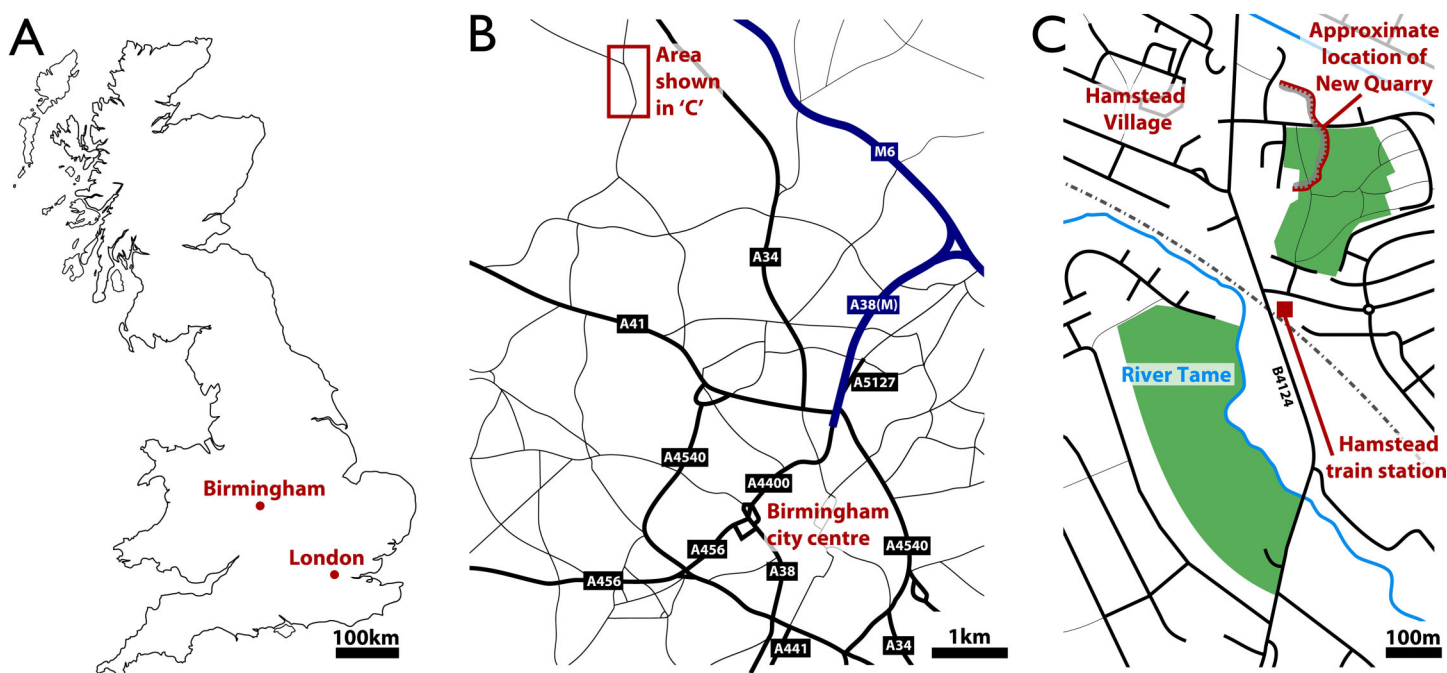 A
Birmingham
London
100km
B
Area
shown
in ‘C’
M6
A34
A38(M)
A41
A5127
A4540
A4400
Birmingham
city centre
A456
A4540
A456
A38
A441
A34
1km
C
Approximate
location of
New Quarry
Hamstead
Village
River Tame
B4124
Hamstead
train station
100m